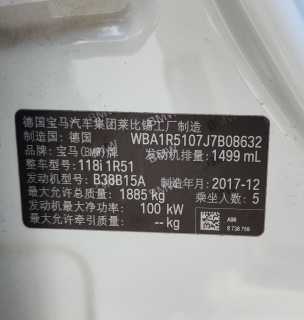 德国宝马汽车集团莱比锡工厂制造
制造国：德国 WBA1R5107J7B08632
品牌：宝马(BMW)牌 发动机排量：1499 mL
整车型号：118i 1R51
发动机型号：B38B15A 制造年月：2017-12
最大允许总质量：1885 kg 乘坐人数：5
发动机最大净功率：100 kW
最大允许牵引质量：-- kg
A96
8 738 759